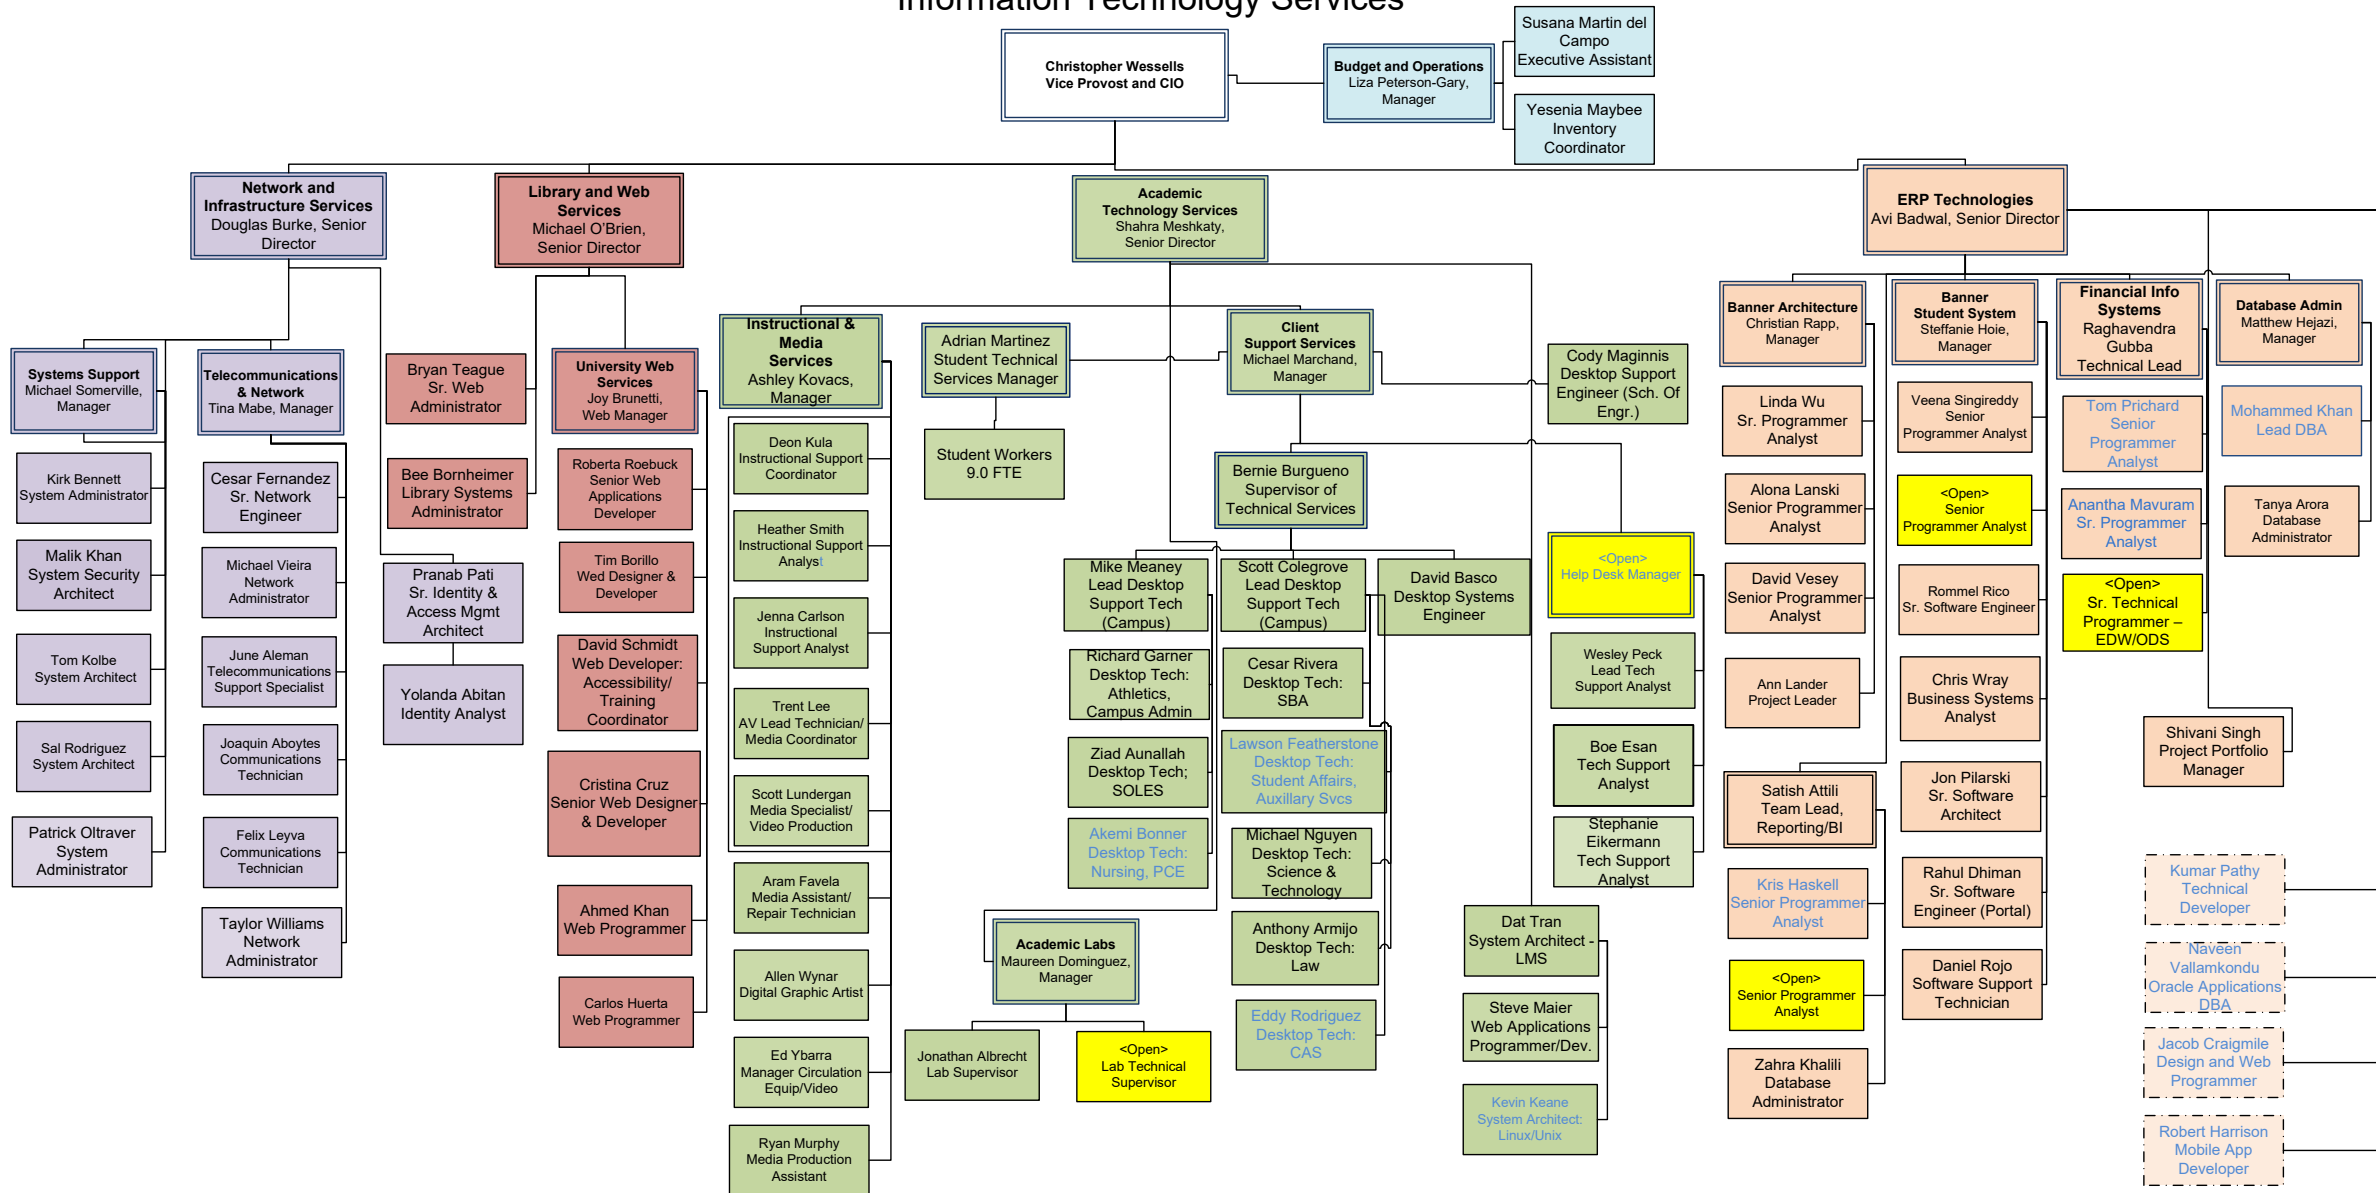 Information Technology Services
Christopher Wessells
Vice Provost and CIO
Budget and Operations
Liza Peterson-Gary,
Manager
Susana Martin del
Campo
Executive Assistant
Yesenia Maybee
Inventory
Coordinator
Network and
Infrastructure Services
Douglas Burke, Senior
Director
Library and Web
Services
Michael O'Brien,
Senior Director
Academic
Technology Services
Shahra Meshkaty,
Senior Director
ERP Technologies
Avi Badwal, Senior Director
Systems Support
Michael Somerville,
Manager
Kirk Bennett
System Administrator
Malik Khan
System Security
Architect
Tom Kolbe
System Architect
Sal Rodriguez
System Architect
Patrick Oltraver
System
Administrator
Telecommunications
& Network
Tina Mabe, Manager
Cesar Fernandez
Sr. Network
Engineer
Michael Vieira
Network
Administrator
June Aleman
Telecommunications
Support Specialist
Joaquin Aboytes
Communications
Technician
Felix Leyva
Communications
Technician
Taylor Williams
Network
Administrator
Pranab Pati
Sr. Identity &
Access Mgmt
Architect
Yolanda Abitan
Identity Analyst
Bryan Teague
Sr. Web
Administrator
Bee Bornheimer
Library Systems
Administrator
University Web
Services
Joy Brunetti,
Web Manager
Roberta Roebuck
Senior Web
Applications
Developer
Tim Borillo
Wed Designer &
Developer
David Schmidt
Web Developer:
Accessibility/
Training
Coordinator
Cristina Cruz
Senior Web Designer
& Developer
Ahmed Khan
Web Programmer
Carlos Huerta
Web Programmer
Instructional &
Media
Services
Ashley Kovacs,
Manager
Deon Kula
Instructional Support
Coordinator
Heather Smith
Instructional Support
Analyst
Jenna Carlson
Instructional
Support Analyst
Trent Lee
AV Lead Technician/
Media Coordinator
Scott Lundergan
Media Specialist/
Video Production
Aram Favela
Media Assistant/
Repair Technician
Allen Wynar
Digital Graphic Artist
Ed Ybarra
Manager Circulation
Equip/Video
Ryan Murphy
Media Production
Assistant
Adrian Martinez
Student Technical
Services Manager
Student Workers
9.0 FTE
Client
Support Services
Michael Marchand,
Manager
Cody Maginnis
Desktop Support
Engineer (Sch. Of
Engr.)
Bernie Burgueno
Supervisor of
Technical Services
Mike Meaney
Lead Desktop
Support Tech
(Campus)
Richard Garner
Desktop Tech:
Athletics,
Campus Admin
Ziad Aunallah
Desktop Tech;
SOLES
Akemi Bonner
Desktop Tech:
Nursing, PCE
Scott Colegrove
Lead Desktop
Support Tech
(Campus)
Cesar Rivera
Desktop Tech:
SBA
Lawson Featherstone
Desktop Tech:
Student Affairs,
Auxillary Svcs
Michael Nguyen
Desktop Tech:
Science &
Technology
Anthony Armijo
Desktop Tech:
Law
Eddy Rodriguez
Desktop Tech:
CAS
David Basco
Desktop Systems
Engineer
<Open>
Help Desk Manager
Wesley Peck
Lead Tech
Support Analyst
Boe Esan
Tech Support
Analyst
Stephanie
Eikermann
Tech Support
Analyst
Academic Labs
Maureen Dominguez,
Manager
Jonathan Albrecht
Lab Supervisor
<Open>
Lab Technical
Supervisor
Dat Tran
System Architect -
LMS
Steve Maier
Web Applications
Programmer/Dev.
Kevin Keane
System Architect:
Linux/Unix
Banner Architecture
Christian Rapp,
Manager
Linda Wu
Sr. Programmer
Analyst
Alona Lanski
Senior Programmer
Analyst
David Vesey
Senior Programmer
Analyst
Ann Lander
Project Leader
Satish Attili
Team Lead,
Reporting/BI
Kris Haskell
Senior Programmer
Analyst
<Open>
Senior Programmer
Analyst
Zahra Khalili
Database
Administrator
Banner
Student System
Steffanie Hoie,
Manager
Veena Singireddy
Senior
Programmer Analyst
<Open>
Senior
Programmer Analyst
Rommel Rico
Sr. Software Engineer
Chris Wray
Business Systems
Analyst
Jon Pilarski
Sr. Software
Architect
Rahul Dhiman
Sr. Software
Engineer (Portal)
Daniel Rojo
Software Support
Technician
Financial Info
Systems
Raghavendra
Gubba
Technical Lead
Tom Prichard
Senior
Programmer
Analyst
Anantha Mavuram
Sr. Programmer
Analyst
<Open>
Sr. Technical
Programmer –
EDW/ODS
Database Admin
Matthew Hejazi,
Manager
Mohammed Khan
Lead DBA
Tanya Arora
Database
Administrator
Shivani Singh
Project Portfolio
Manager
Kumar Pathy
Technical
Developer
Naveen
Vallamkondu
Oracle Applications
DBA
Jacob Craigmile
Design and Web
Programmer
Robert Harrison
Mobile App
Developer